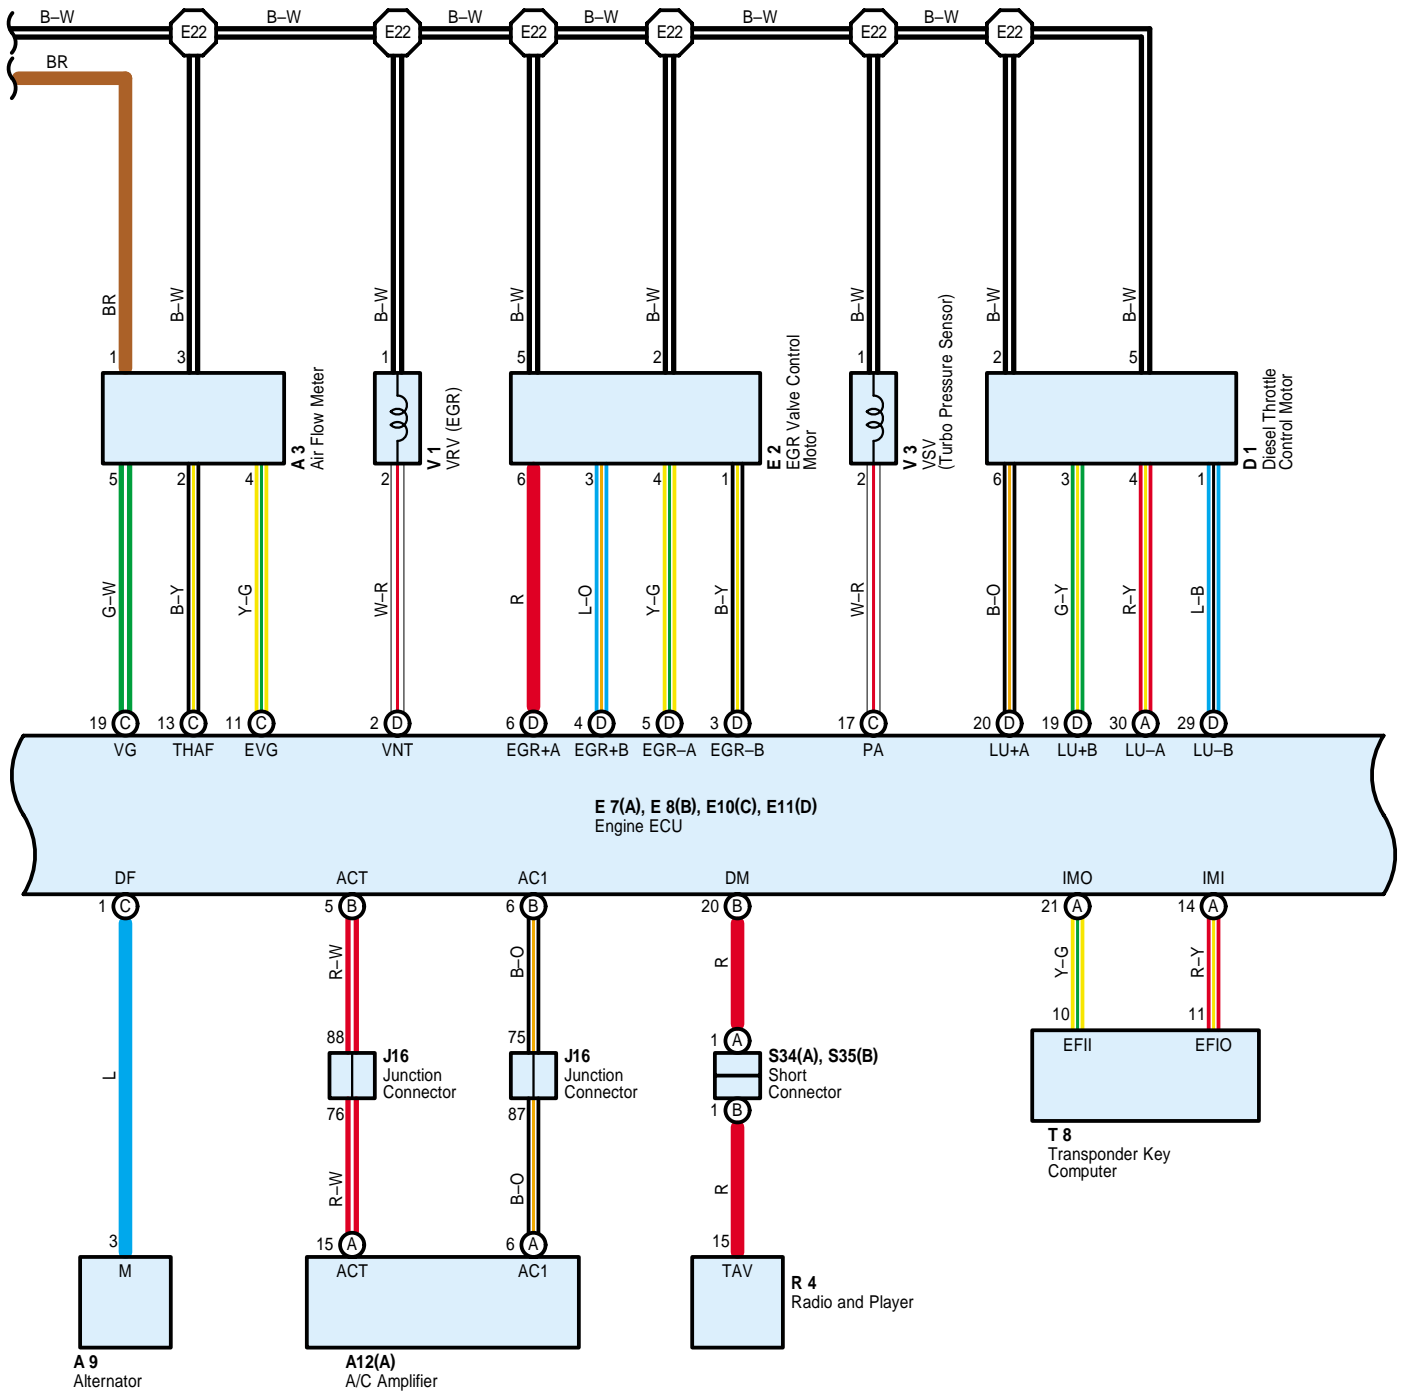 B–W B–W B–W B–W B–W B–W
E22 E22 E22 E22 E22 E22
BR
BR B–W B–W B–W B–W B–W B–W B–W
1 3 1 5 2 1 2 5
A 3
Air Flow Meter
V 1
VRV (EGR)
E 2
EGR Valve Control
Motor
V 3
VSV
(Turbo Pressure Sensor)
D 1
Diesel Throttle
Control Motor
5 2 4 2 6 3 4 1 2 6 3 4 1
G–W B–Y Y–G W–R R L–O Y–G B–Y W–R B–O G–Y R–Y L–B
19 C 13 C 11 C 2 D 6 D 4 D 5 D 3 D 17 C 20 D 19 D 30 A 29 D
VG THAF EVG VNT EGR+A EGR+B EGR–A EGR–B PA LU+A LU+B LU–A LU–B
E 7(A), E 8(B), E10(C), E11(D)
Engine ECU
DF ACT AC1 DM IMO IMI
1 C 5 B 6 B 20 B 21 A 14 A
L R–W B–O R Y–G R–Y
88 75 1 A 10 11
J16
Junction
Connector
J16
Junction
Connector
S34(A), S35(B)
Short
Connector
EFII EFIO
76 87 1 B
T 8
Transponder Key
Computer
R–W B–O R
3 15 A 6 A 15
M ACT AC1 TAV
R 4
Radio and Player
A 9
Alternator
A12(A)
A/C Amplifier